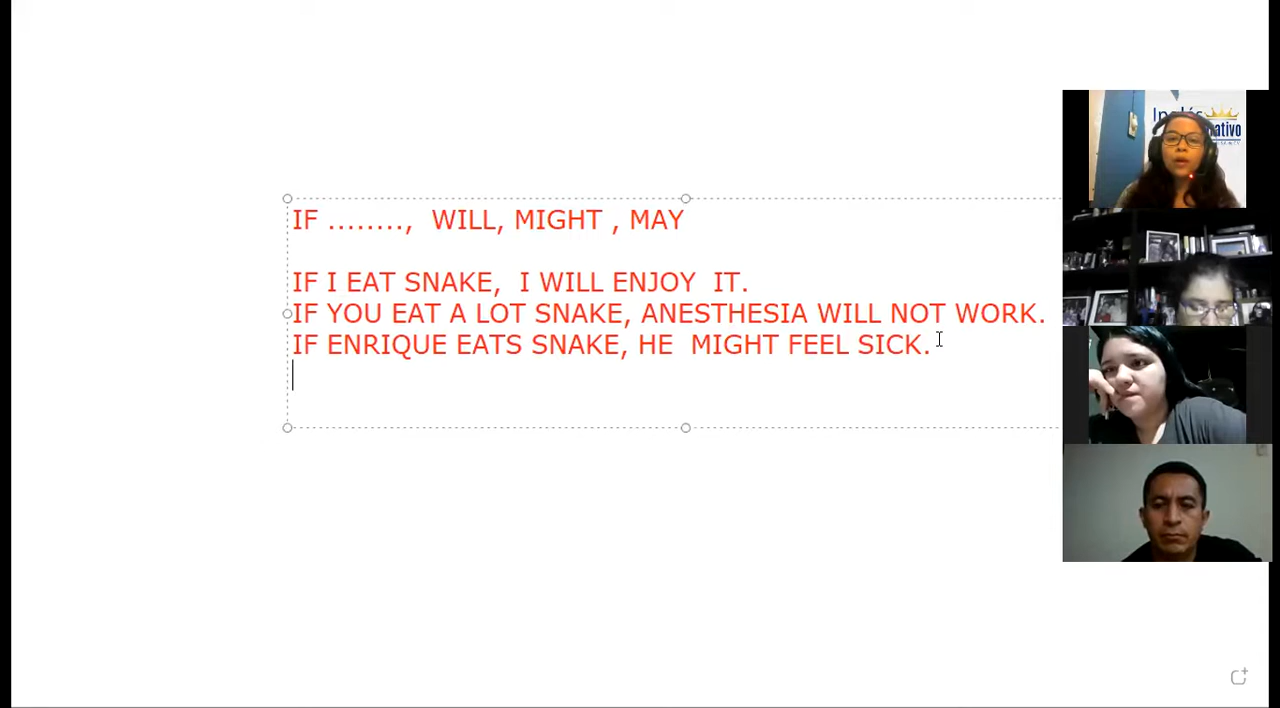 IF ........, WILL, MIGHT , MAY
IF I EAT SNAKE, I WILL ENJOY IT.
IF YOU EAT A LOT SNAKE, ANESTHESIA WILL NOT WORK.
IF ENRIQUE EATS SNAKE, HE MIGHT FEEL SICK.